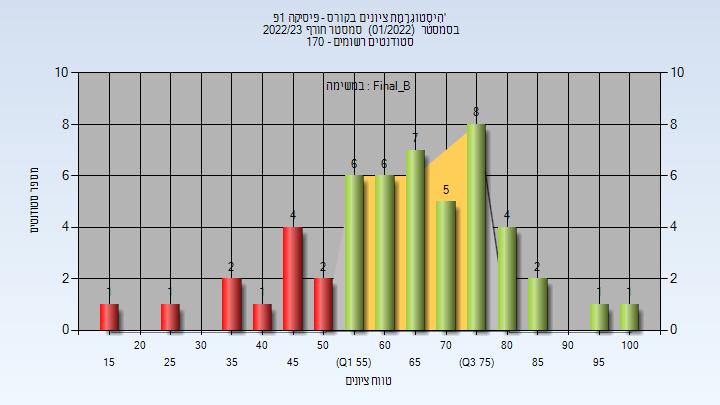 היסטוגרמת ציונים בקורס - פיסיקה 1פ'
בסמסטר (01/2022) סמסטר חורף 2022/23
סטודנטים רשומים - 170
במשימה : Final_B
מספר סטודנטים
10 10
8 8
6 6
4 4
2 2
0 0
1 1 2 1 4 2 6 6 7 5 8 4 2 1 1
20 30 40 50 60 70 80 90 100
15 25 35 45 (Q1 55) 65 (Q3 75) 85 95
טווח ציונים